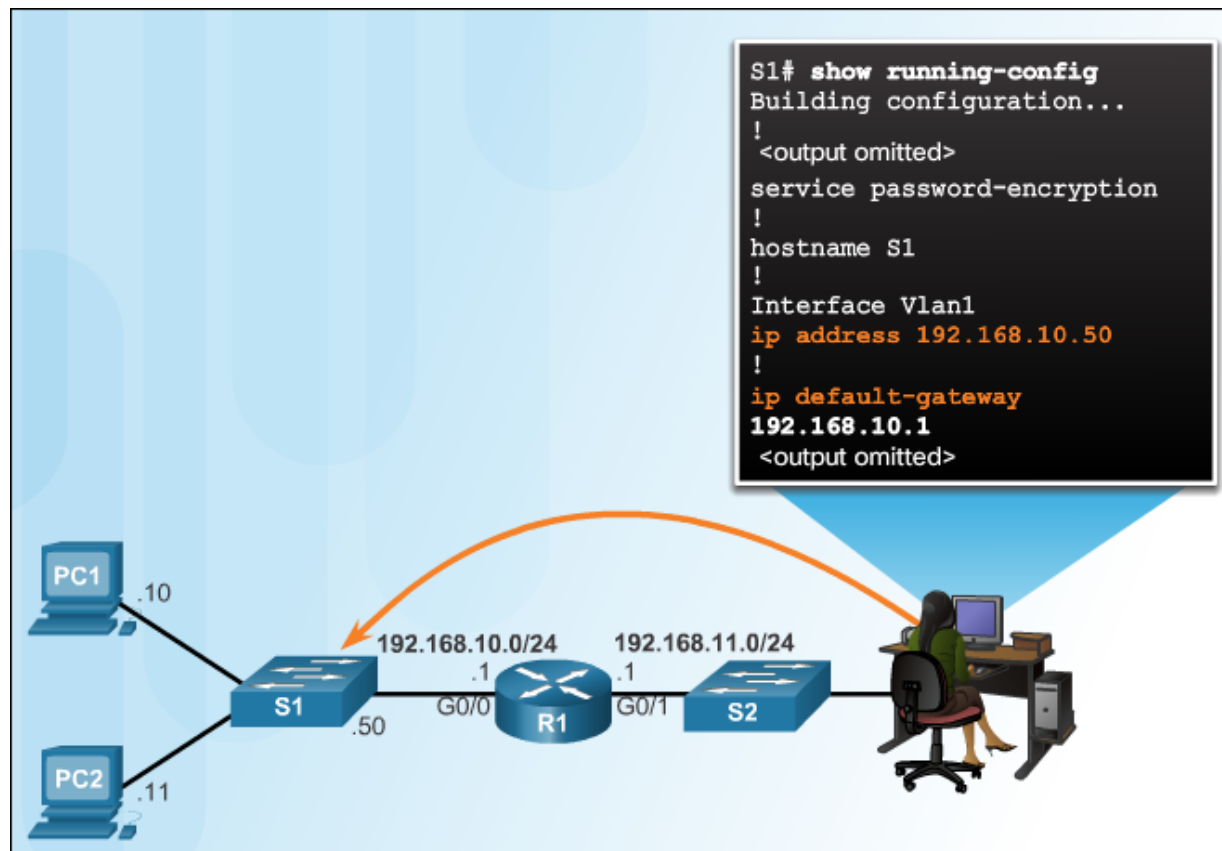 S1# show running-config
Building configuration...
!
<output omitted>
service password-encryption
!
hostname S1
!
Interface Vlan1
ip address 192.168.10.50
!
ip default-gateway
192.168.10.1
<output omitted>
PC1
.10
192.168.10.0/24
192.168.11.0/24
.1
.1
S1
.50
G0/0
R1
G0/1
S2
PC2
.11